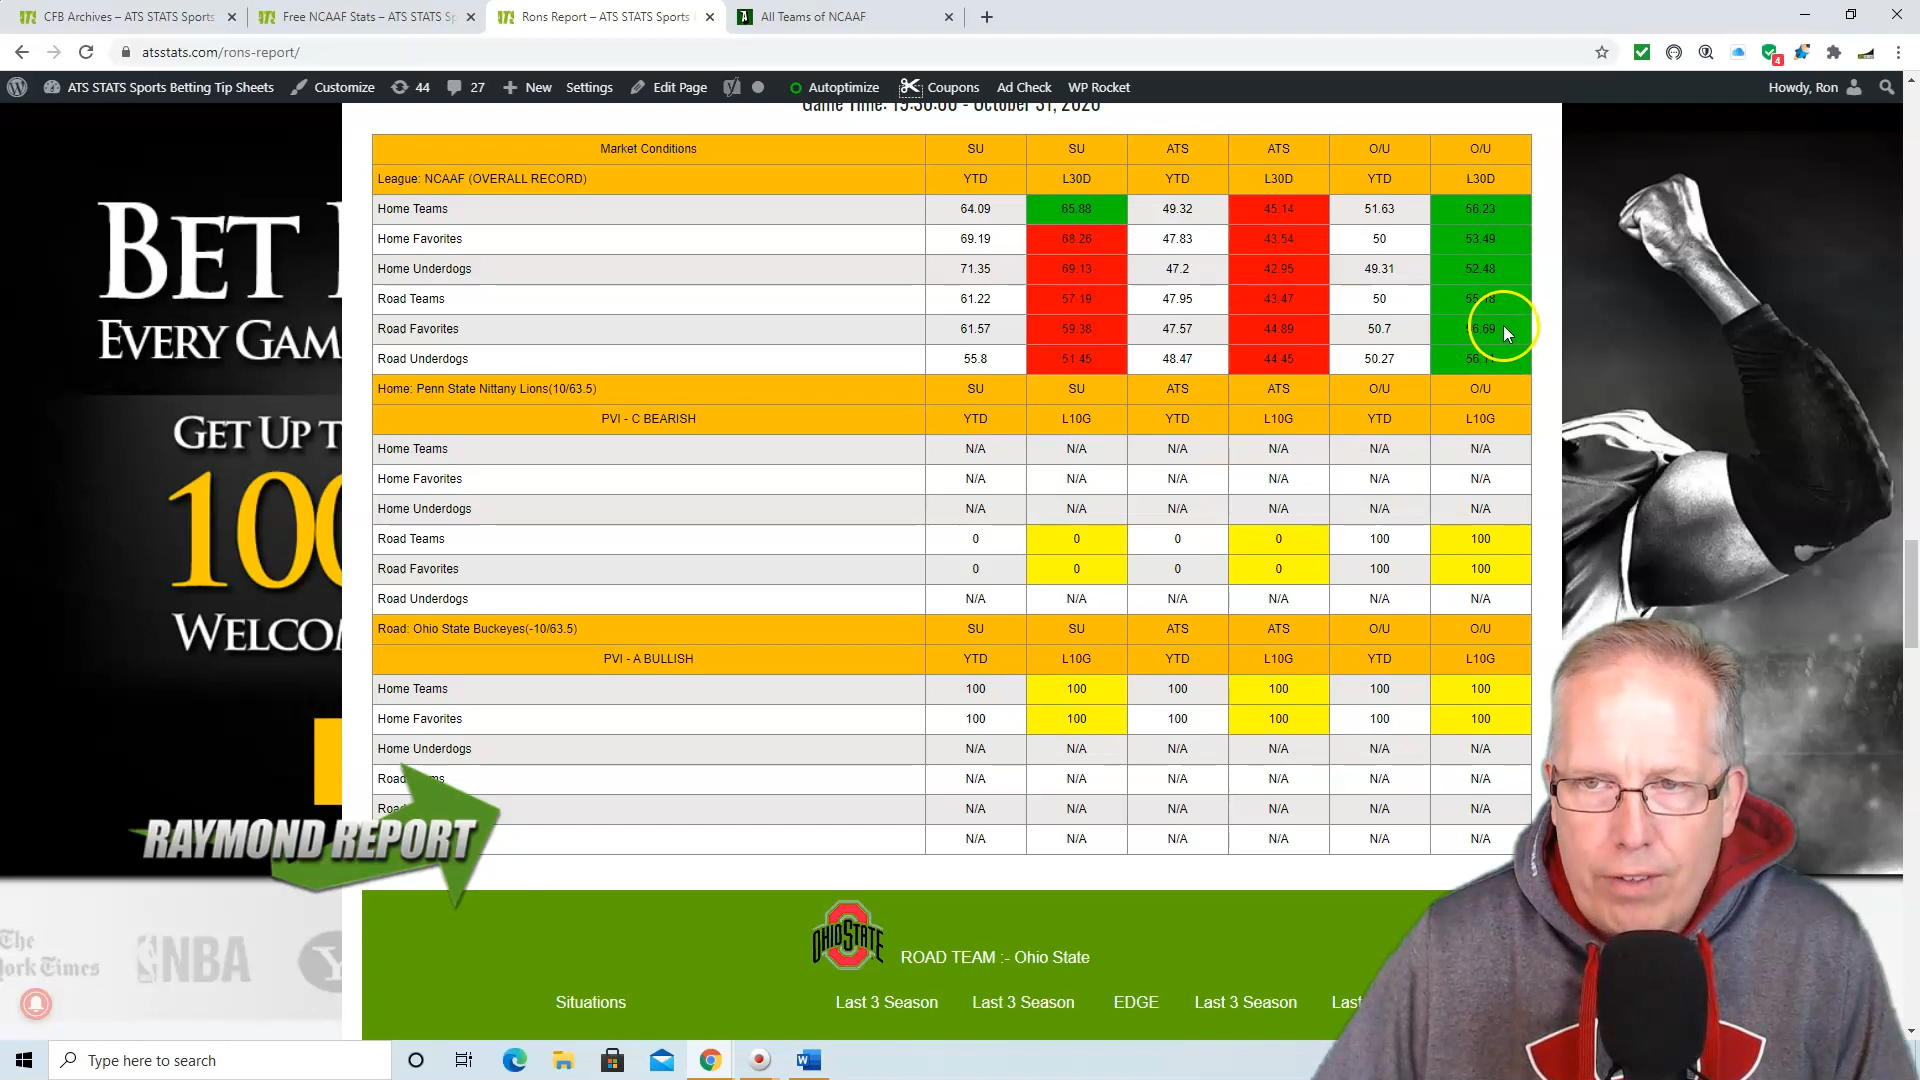 CFB Archives – ATS STATS Sports
Free NCAAF Stats – ATS STATS Sp
Rons Report – ATS STATS Sports
All Teams of NCAAF
atsstats.com/rons-report/
4
ATS STATS Sports Betting Tip Sheets Customize 44 27 New Settings Edit Page Autoptimize Coupons Ad Check WP Rocket Howdy, Ron
Game Time: 19:30:00 - October 31, 2020
Market Conditions SU SU ATS ATS O/U O/U
League: NCAAF (OVERALL RECORD) YTD L30D YTD L30D YTD L30D
Home Teams 64.09 65.88 49.32 45.14 51.63 56.23
Home Favorites 69.19 68.26 47.83 43.54 50 53.49
Home Underdogs 71.35 69.13 47.2 42.95 49.31 52.48
Road Teams 61.22 57.19 47.95 43.47 50
Road Favorites 61.57 59.38 47.57 44.89 50.7
Road Underdogs 55.8 51.45 48.47 44.45 50.27
Home: Penn State Nittany Lions(10/63.5) SU SU ATS ATS O/U O/U
PVI - C BEARISH YTD L10G YTD L10G YTD L10G
Home Teams N/A N/A N/A N/A N/A N/A
Home Favorites N/A N/A N/A N/A N/A N/A
Home Underdogs N/A N/A N/A N/A N/A N/A
Road Teams 0 0 0 0 100 100
Road Favorites 0 0 0 0 100 100
Road Underdogs N/A N/A N/A N/A N/A N/A
Road: Ohio State Buckeyes(-10/63.5) SU SU ATS ATS O/U O/U
PVI - A BULLISH YTD L10G YTD L10G YTD L10G
Home Teams 100 100 100 100 100 100
Home Favorites 100 100 100 100 100 100
Home Underdogs N/A N/A N/A N/A N/A N/A
N/A N/A N/A N/A N/A N/A
N/A N/A N/A N/A N/A N/A
N/A N/A N/A N/A N/A N/A
BET
EVERY GAM
GET UP T
100
WELCO
RAYMOND REPORT
The
ork Times
NBA
OHIO STATE
ROAD TEAM :- Ohio State
Situations Last 3 Season Last 3 Season EDGE Last 3 Season Last
Type here to search